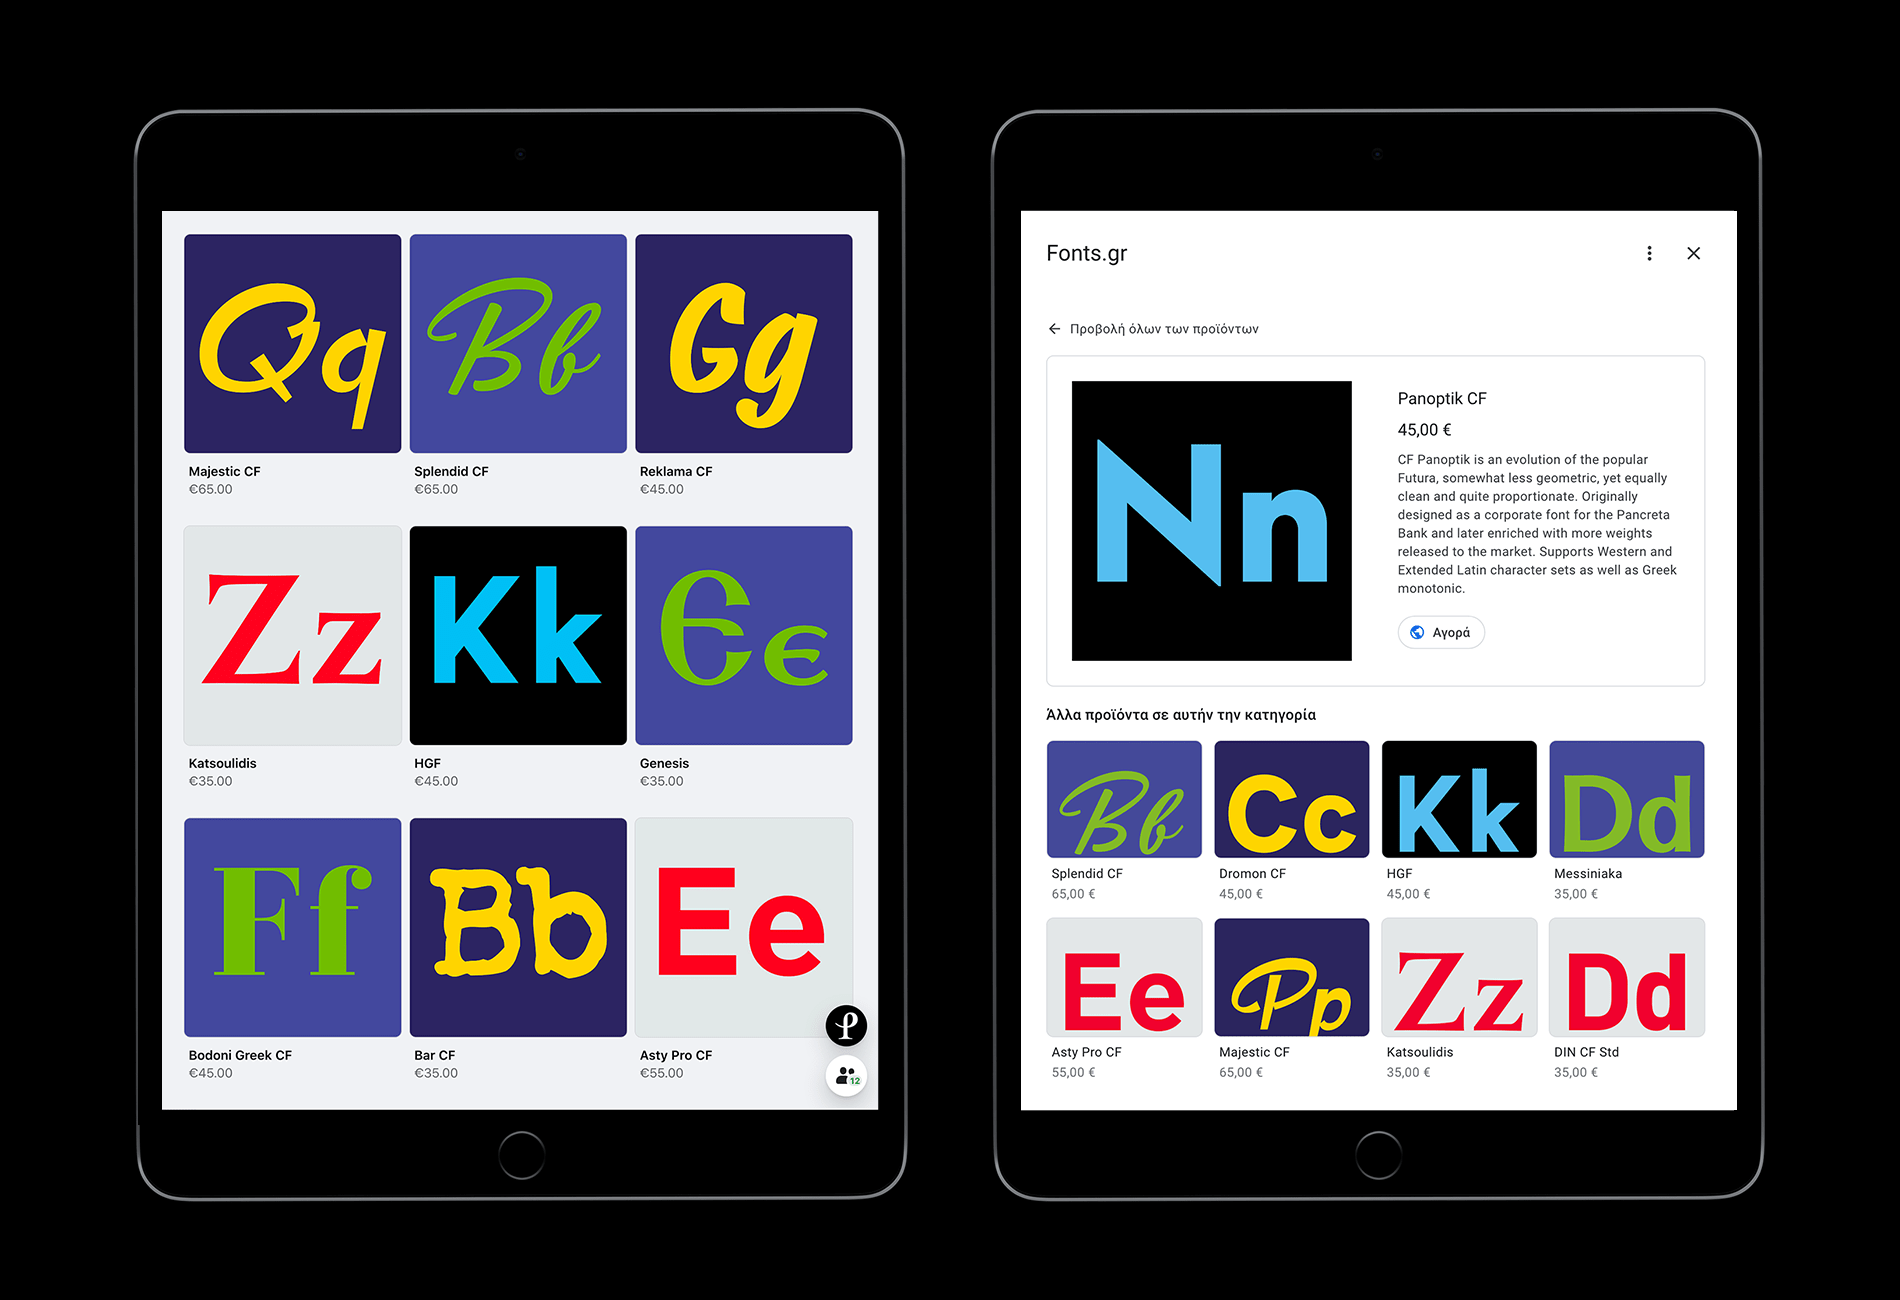 Qq
Bb
Gg
Majestic CF
€65.00
Splendid CF
€65.00
Reklama CF
€45.00
Zz
Kk
Єє
Katsoulidis
€35.00
HGF
€45.00
Genesis
€35.00
Ff
Bb
Ee
Bodoni Greek CF
€45.00
Bar CF
€35.00
Asty Pro CF
€55.00
12
Fonts.gr
Προβολή όλων των προϊόντων
Nn
Panoptik CF
45,00 €
CF Panoptik is an evolution of the popular
Futura, somewhat less geometric, yet equally
clean and quite proportionate. Originally
designed as a corporate font for the Pancreta
Bank and later enriched with more weights
released to the market. Supports Western and
Extended Latin character sets as well as Greek
monotonic.
Αγορά
Άλλα προϊόντα σε αυτήν την κατηγορία
Bb
Cc
Kk
Dd
Splendid CF
65,00 €
Dromon CF
45,00 €
HGF
45,00 €
Messiniaka
35,00 €
Ee
Pp
Zz
Dd
Asty Pro CF
55,00 €
Majestic CF
65,00 €
Katsoulidis
35,00 €
DIN CF Std
35,00 €